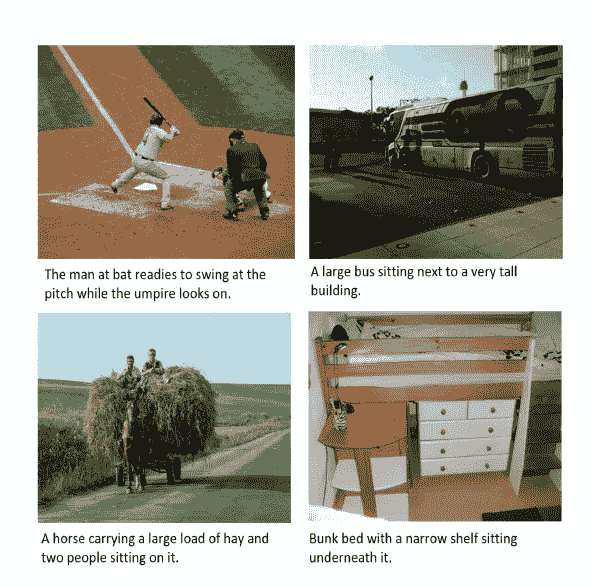 The man at bat readies to swing at the
pitch while the umpire looks on.
A large bus sitting next to a very tall
building.
A horse carrying a large load of hay and
two people sitting on it.
Bunk bed with a narrow shelf sitting
underneath it.